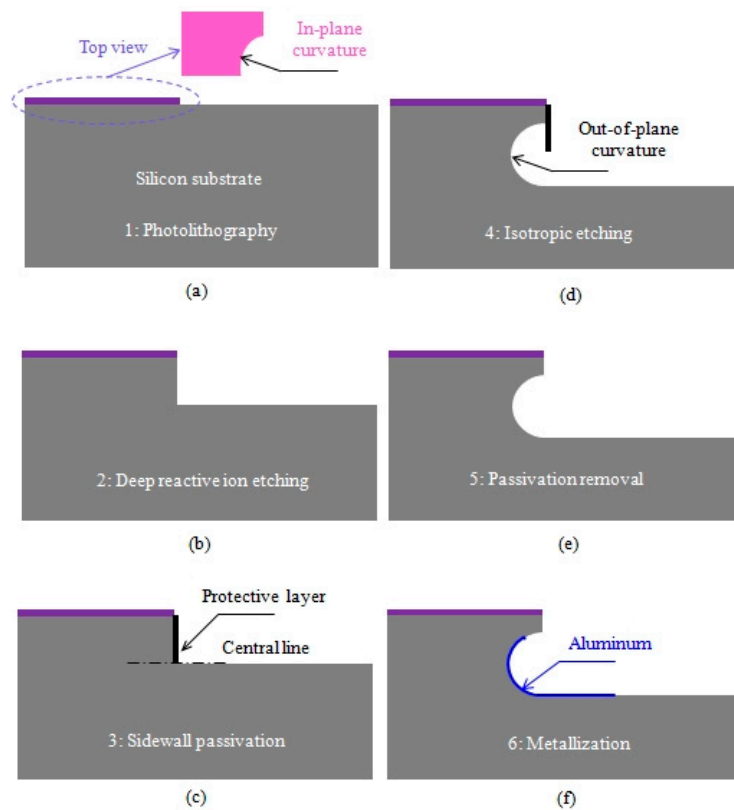 Top view
In-plane
curvature
Silicon substrate
1: Photolithography
(a)
Out-of-plane
curvature
4: Isotropic etching
(d)
2: Deep reactive ion etching
(b)
5: Passivation removal
(e)
Protective layer
Central line
3: Sidewall passivation
(c)
Aluminum
6: Metallization
(f)